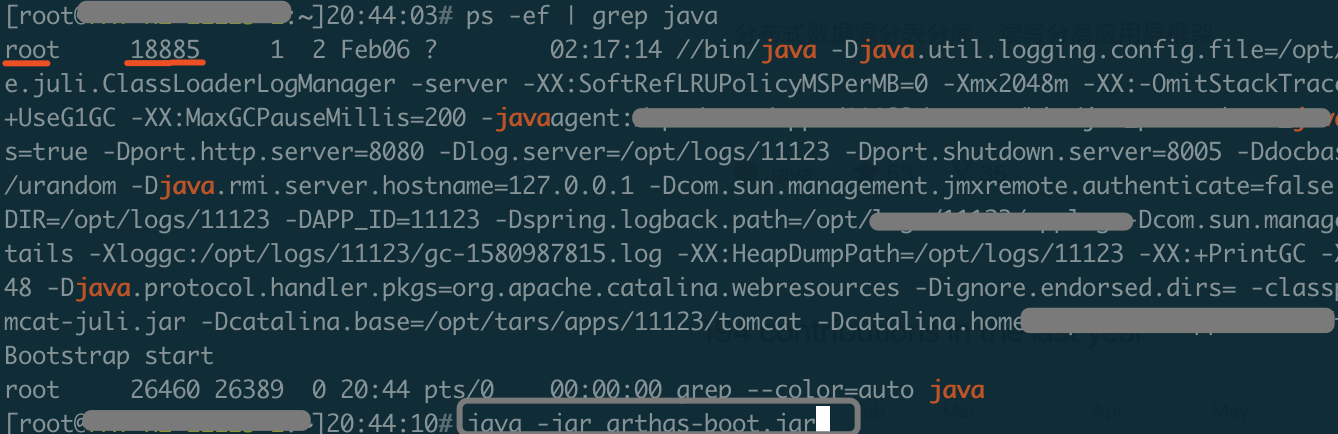 [root@ :~]20:44:03# ps -ef | grep java
root 18885 1 2 Feb06 ? 02:17:14 //bin/java -Djava.util.logging.config.file=/opt
e.juli.ClassLoaderLogManager -server -XX:SoftRefLRUPolicyMSPerMB=0 -Xmx2048m -XX:-OmitStackTrac
+UseG1GC -XX:MaxGCPauseMillis=200 -javaagent:
s=true -Dport.http.server=8080 -Dlog.server=/opt/logs/11123 -Dport.shutdown.server=8005 -Ddocbas
/urandom -Djava.rmi.server.hostname=127.0.0.1 -Dcom.sun.management.jmxremote.authenticate=false
DIR=/opt/logs/11123 -DAPP_ID=11123 -Dspring.logback.path=/opt/ -Dcom.sun.manag
tails -Xloggc:/opt/logs/11123/gc-1580987815.log -XX:HeapDumpPath=/opt/logs/11123 -XX:+PrintGC -X
48 -Djava.protocol.handler.pkgs=org.apache.catalina.webresources -Dignore.endorsed.dirs= -classp
mcat-juli.jar -Dcatalina.base=/opt/tars/apps/11123/tomcat -Dcatalina.home
Bootstrap start
root 26460 26389 0 20:44 pts/0 00:00:00 grep --color=auto java
[root@ ]20:44:10# java -jar arthas-boot.jar